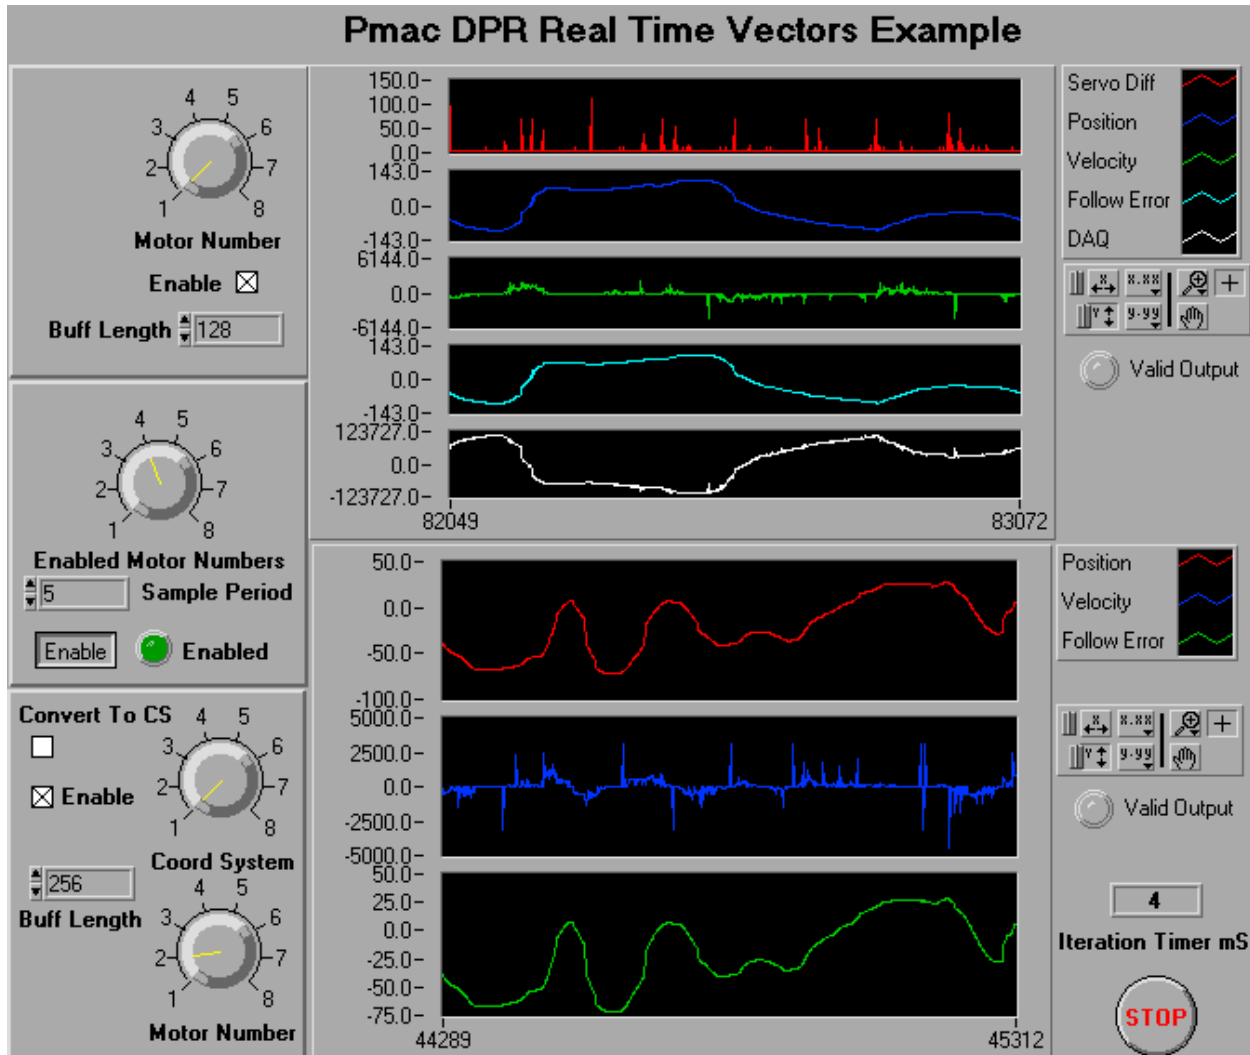 Pmac DPR Real Time Vectors Example
4 5
3 6
2 7
1 8
Motor Number
Enable
Buff Length 128
4 5
3 6
2 7
1 8
Enabled Motor Numbers
5 Sample Period
Enable Enabled
Convert To CS
4 5
3 6
2 7
1 8
Enable
Coord System
256
Buff Length
4 5
3 6
2 7
1 8
Motor Number
150.0
100.0
50.0
0.0
143.0
0.0
-143.0
6144.0
0.0
-6144.0
143.0
0.0
-143.0
123727.0
0.0
-123727.0
82049 83072
Servo Diff
Position
Velocity
Follow Error
DAQ
X X.XX
Y Y.YY
Valid Output
50.0
0.0
-50.0
-100.0
5000.0
2500.0
0.0
-2500.0
-5000.0
50.0
25.0
0.0
-25.0
-50.0
-75.0
44289 45312
Position
Velocity
Follow Error
X X.XX
Y Y.YY
Valid Output
4
Iteration Timer mS
STOP